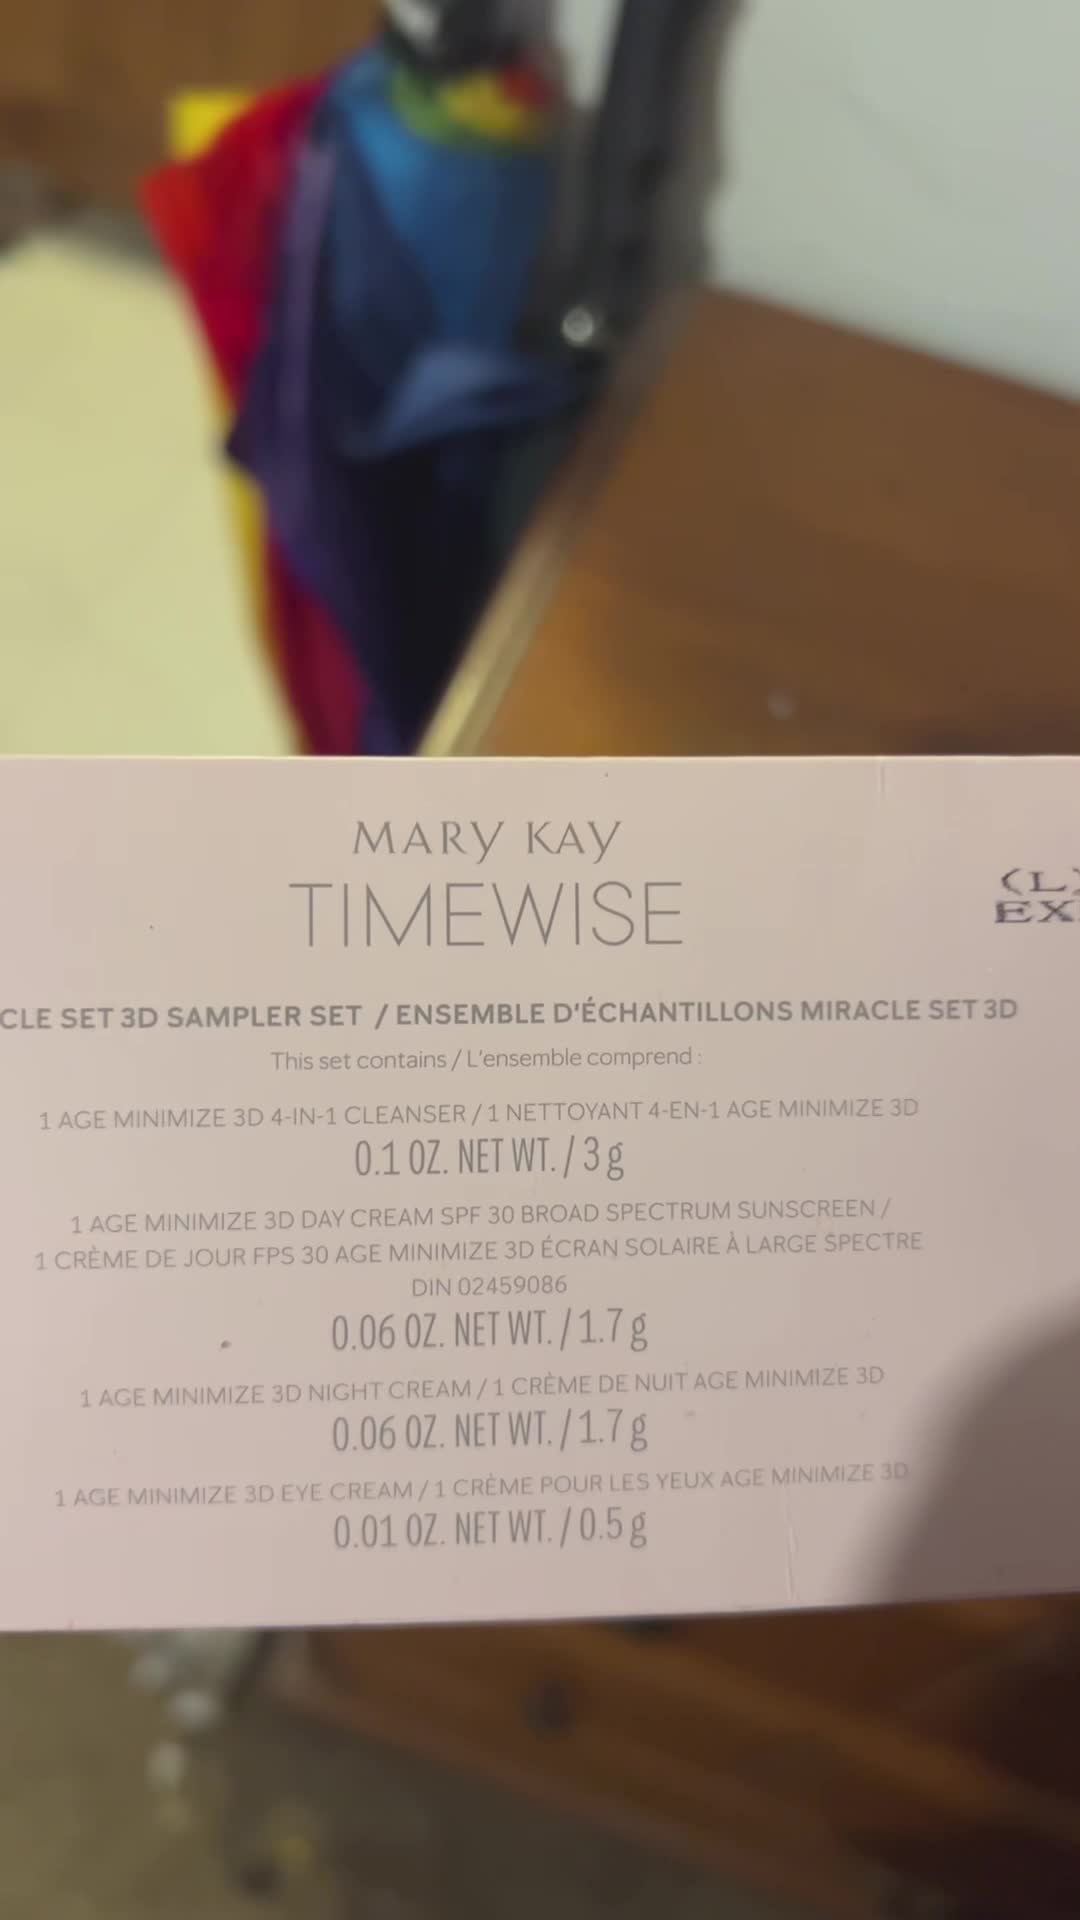 MARY KAY
TIMEWISE
CLE SET 3D SAMPLER SET / ENSEMBLE D'ÉCHANTILLONS MIRACLE SET 3D
This set contains / L'ensemble comprend :
1 AGE MINIMIZE 3D 4-IN-1 CLEANSER / 1 NETTOYANT 4-EN-1 AGE MINIMIZE 3D
0.1 OZ. NET WT. / 3 g
1 AGE MINIMIZE 3D DAY CREAM SPF 30 BROAD SPECTRUM SUNSCREEN /
1 CRÈME DE JOUR FPS 30 AGE MINIMIZE 3D ÉCRAN SOLAIRE À LARGE SPECTRE
DIN 02459086
0.06 OZ. NET WT. / 1.7 g
1 AGE MINIMIZE 3D NIGHT CREAM / 1 CRÈME DE NUIT AGE MINIMIZE 3D
0.06 OZ. NET WT. / 1.7 g
1 AGE MINIMIZE 3D EYE CREAM / 1 CRÈME POUR LES YEUX AGE MINIMIZE 3D
0.01 OZ. NET WT. / 0.5 g
(L)
EX